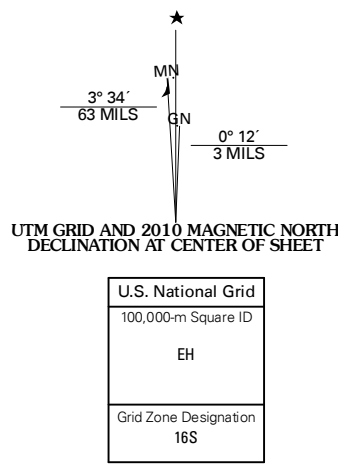 MN
3° 34´
63 MILS
GN
0° 12´
3 MILS
UTM GRID AND 2010 MAGNETIC NORTH
DECLINATION AT CENTER OF SHEET
U.S. National Grid
100,000-m Square ID
EH
Grid Zone Designation
16S